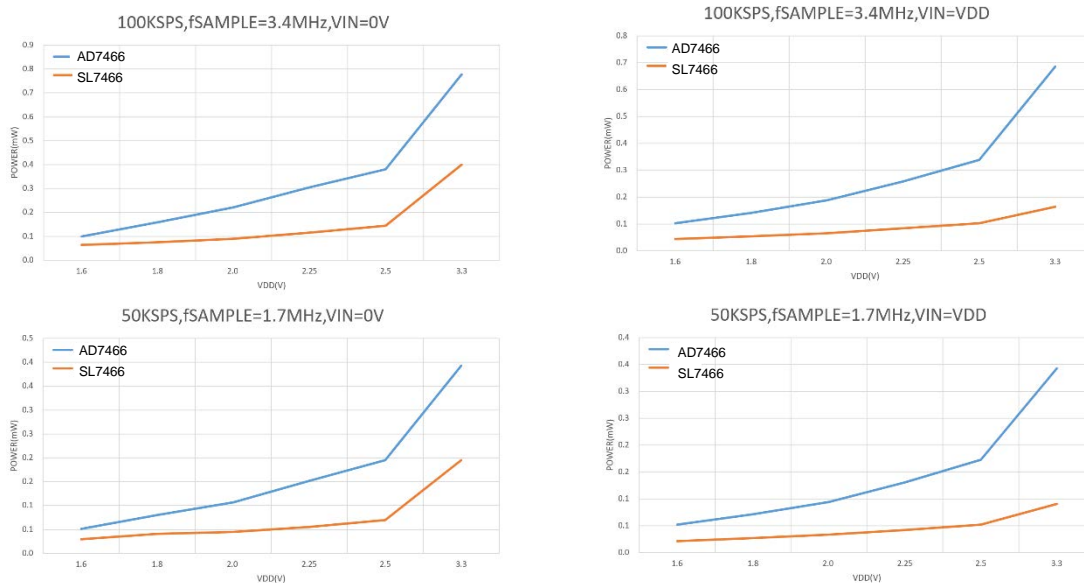 100KSPS,fSAMPLE=3.4MHz,VIN=0V
0.9
0.8
0.7
0.6
0.5
0.4
0.3
0.2
0.1
0.0
POWER(mW)
AD7466
SL7466
1.6 1.8 2.0 2.25 2.5 3.3
VDD(V)
100KSPS,fSAMPLE=3.4MHz,VIN=VDD
0.8
0.7
0.6
0.5
0.4
0.3
0.2
0.1
0.0
POWER(mW)
AD7466
SL7466
1.6 1.8 2.0 2.25 2.5 3.3
VDD(V)
50KSPS,fSAMPLE=1.7MHz,VIN=0V
0.5
0.4
0.4
0.3
0.3
0.2
0.2
0.1
0.1
0.0
POWER(mW)
AD7466
SL7466
1.6 1.8 2.0 2.25 2.5 3.3
VDD(V)
50KSPS,fSAMPLE=1.7MHz,VIN=VDD
0.4
0.4
0.3
0.3
0.2
0.2
0.1
0.1
0.0
POWER(mW)
AD7466
SL7466
1.6 1.8 2.0 2.25 2.5 3.3
VDD(V)